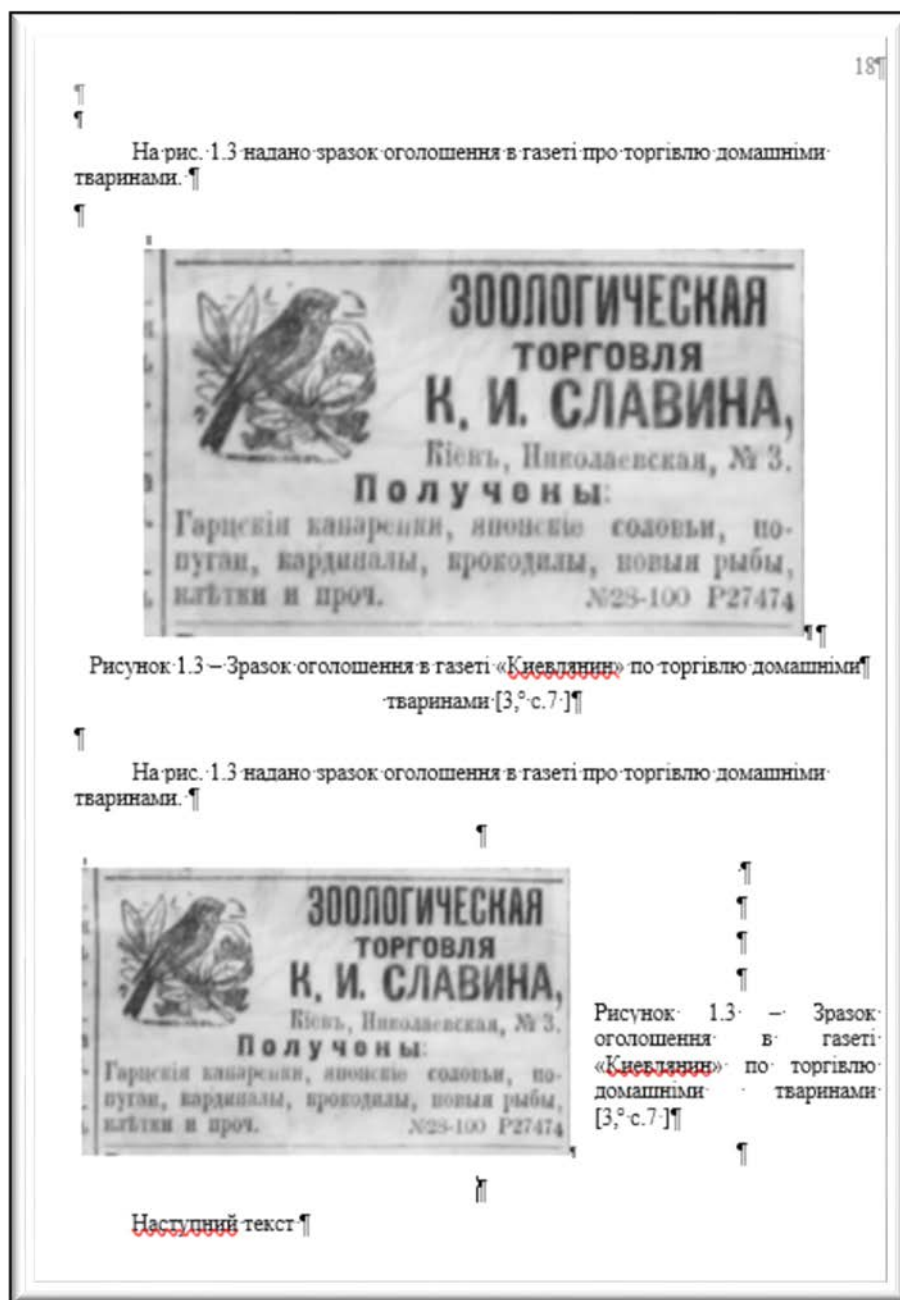 18
На рис. 1.3 надано зразок оголошення в газеті про торгівлю домашніми
тваринами.
ЗООЛОГИЧЕСКАЯ
ТОРГОВЛЯ
К. И. СЛАВИНА,
Кіевъ, Николаевская, № 3.
Получены:
Гарцскія канарейки, японскіе соловьи, по-
пугаи, кардиналы, крокодилы, новыя рыбы,
клѣтки и проч. №28-100 Р27474
Рисунок 1.3 – Зразок оголошення в газеті «Киевлянин» по торгівлю домашніми
тваринами [3,° с.7 ]
На рис. 1.3 надано зразок оголошення в газеті про торгівлю домашніми
тваринами.
ЗООЛОГИЧЕСКАЯ
ТОРГОВЛЯ
К. И. СЛАВИНА,
Кіевъ, Николаевская, № 3.
Получены:
Гарцскія канарейки, японскіе соловьи, по-
пугаи, кардиналы, крокодилы, новыя рыбы,
клѣтки и проч. №28-100 Р27474
Рисунок 1.3 – Зразок
оголошення в газеті
«Киевлянин» по торгівлю
домашніми тваринами
[3,° с.7 ]
Наступний текст